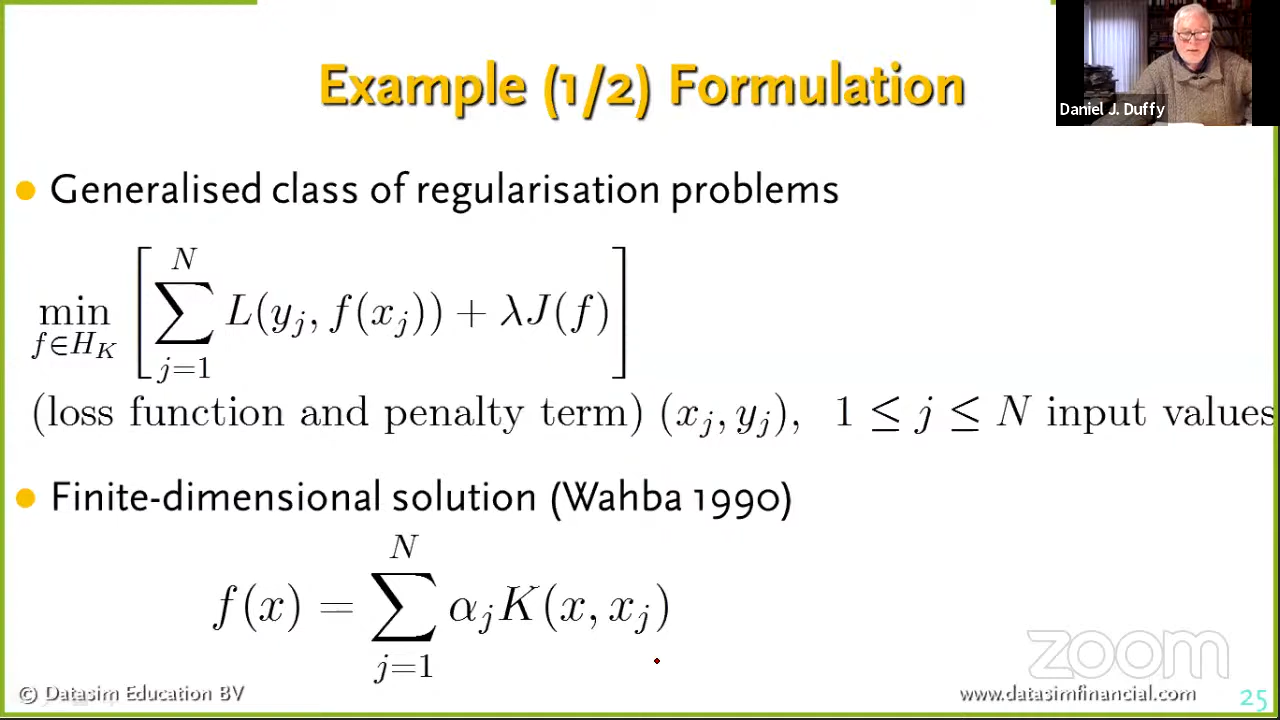 Example (1/2) Formulation
Daniel J. Duffy
Generalised class of regularisation problems
min_{f∈H_K} [ ∑_{j=1}^{N} L(y_j, f(x_j)) + λJ(f) ]
(loss function and penalty term) (x_j, y_j), 1 ≤ j ≤ N input values
Finite-dimensional solution (Wahba 1990)
f(x) = ∑_{j=1}^{N} α_j K(x, x_j)
zoom
© Datasim Education BV
www.datasimfinancial.com
25